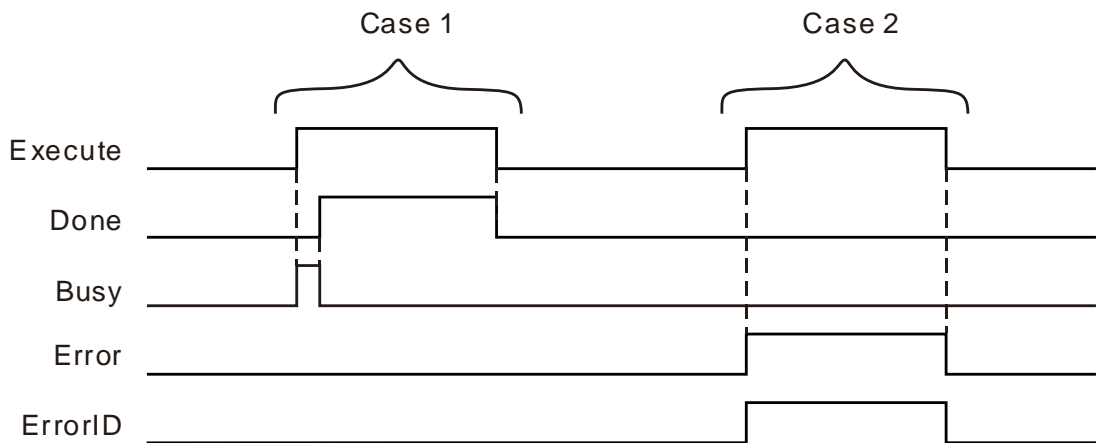 Case 1
Case 2
Execute
Done
Busy
Error
ErrorID